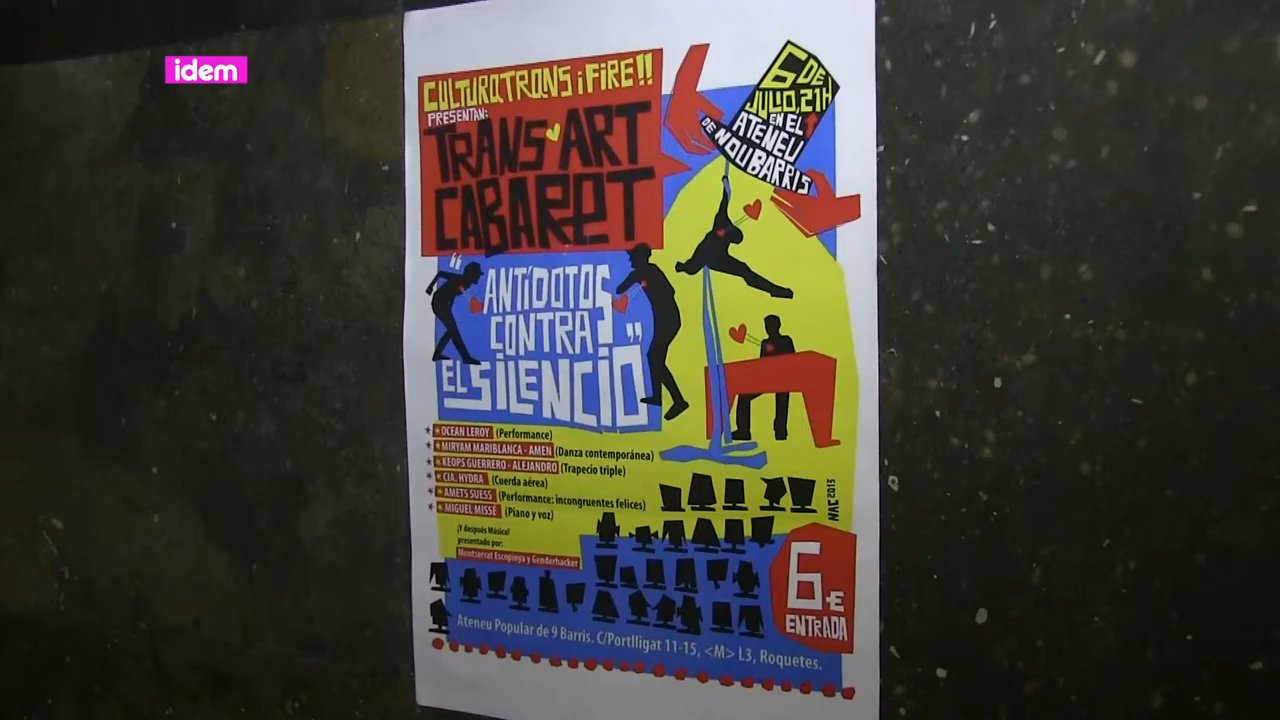 idem
CULTURA TRANS i FiRE!!
PRESENTAN:
TRANS ART
CABARET
6 DE
JULIO, 21H
EN EL
ATENEU
DE NOU BARRIS
“ANTÍDOTOS
CONTRA
EL SILENCIO”
OCEAN LEROY (Performance)
MIRYAM MARIBLANCA - AMEN (Danza contemporánea)
KEOPS GUERRERO - ALEJANDRO (Trapecio triple)
CIA. HYDRA (Cuerda aérea)
AMETS SUESS (Performance: incongruentes felices)
MIGUEL MISSÉ (Piano y voz)
¡Y después Música!
presentado por:
Montserrat Escopinya y Genderhacker
6€
ENTRADA
Ateneu Popular de 9 Barris. C/Portlligat 11-15, <M> L3, Roquetes.